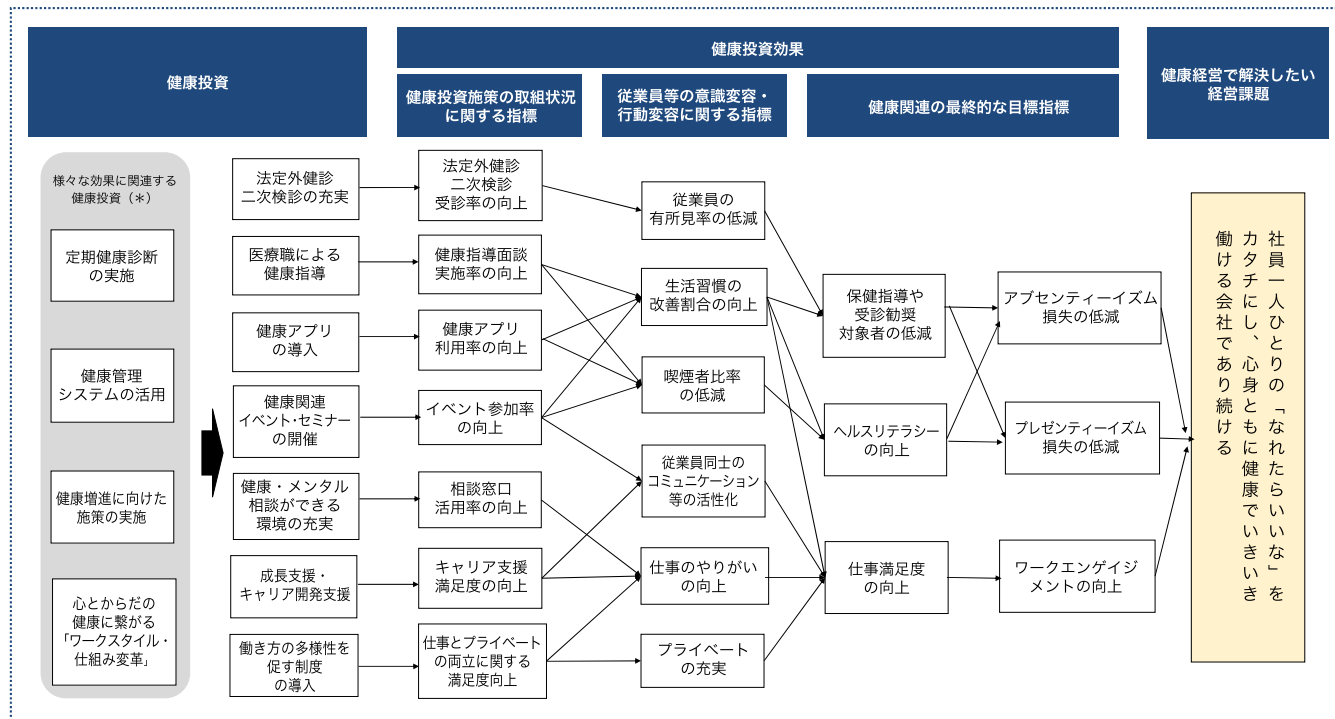 健康投資
健康投資効果
健康経営で解決したい
経営課題
健康投資施策の取組状況
に関する指標
従業員等の意識変容・
行動変容に関する指標
健康関連の最終的な目標指標
様々な効果に関連する
健康投資（＊）
定期健康診断
の実施
健康管理
システムの活用
健康増進に向けた
施策の実施
心とからだの
健康に繋がる
「ワークスタイル・
仕組み変革」
法定外健診
二次検診の充実
医療職による
健康指導
健康アプリ
の導入
健康関連
イベント・セミナー
の開催
健康・メンタル
相談ができる
環境の充実
成長支援・
キャリア開発支援
働き方の多様性を
促す制度
の導入
法定外健診
二次検診
受診率の向上
健康指導面談
実施率の向上
健康アプリ
利用率の向上
イベント参加率
の向上
相談窓口
活用率の向上
キャリア支援
満足度の向上
仕事とプライベート
の両立に関する
満足度向上
従業員の
有所見率の低減
生活習慣の
改善割合の向上
喫煙者比率
の低減
従業員同士の
コミュニケーション
等の活性化
仕事のやりがい
の向上
プライベート
の充実
保健指導や
受診勧奨
対象者の低減
ヘルスリテラシー
の向上
仕事満足度
の向上
アブセンティーイズム
損失の低減
プレゼンティーイズム
損失の低減
ワークエンゲイジ
メントの向上
社員一人ひとりの「なれたらいいな」を
カタチにし、心身ともに健康でいきいき
働ける会社であり続ける